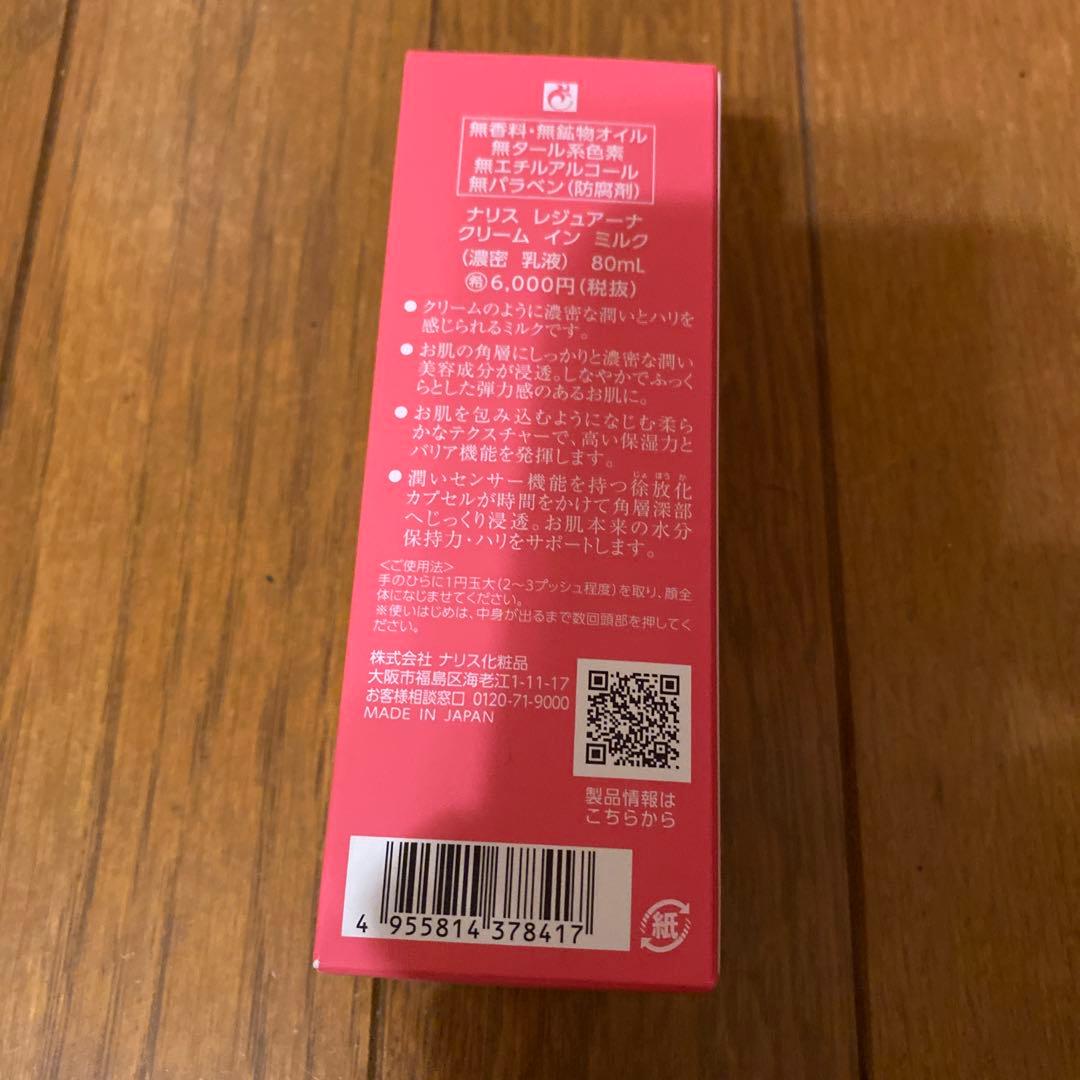 無香料・無鉱物オイル
無タール系色素
無エチルアルコール
無パラベン（防腐剤）
ナリス レジュアーナ
クリーム イン ミルク
（濃密 乳液） 80mL
㊒6,000円（税抜）
● クリームのように濃密な潤いとハリを
感じられるミルクです。
● お肌の角層にしっかりと濃密な潤い
美容成分が浸透。しなやかでふっく
らとした弾力感のあるお肌に。
● お肌を包み込むようになじむ柔ら
かなテクスチャーで、高い保湿力と
バリア機能を発揮します。
じょ ほう か
● 潤いセンサー機能を持つ徐放化
カプセルが時間をかけて角層深部
へじっくり浸透。お肌本来の水分
保持力・ハリをサポートします。
＜ご使用法＞
手のひらに1円玉大（2〜3プッシュ程度）を取り、顔全
体になじませてください。
※使いはじめは、中身が出るまで数回頭部を押してく
ださい。
株式会社 ナリス化粧品
大阪市福島区海老江1-11-17
お客様相談窓口 0120-71-9000
MADE IN JAPAN
製品情報は
こちらから
4 955814 378417
紙